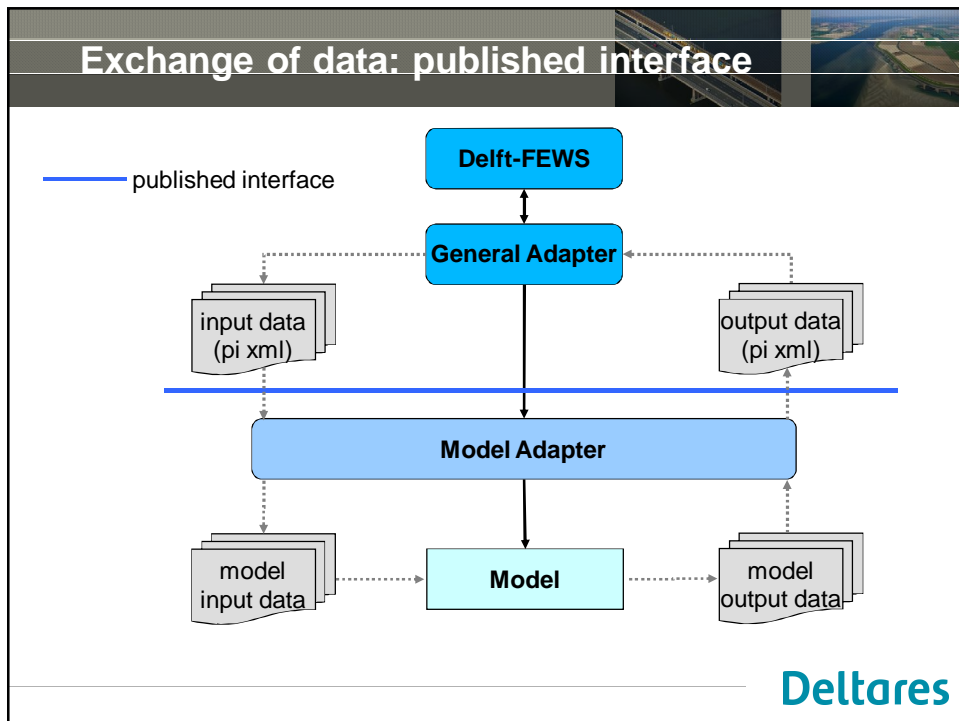 Exchange of data: published interface
published interface
Delft-FEWS
General Adapter
input data
(pi xml)
output data
(pi xml)
Model Adapter
model
input data
Model
model
output data
Deltares